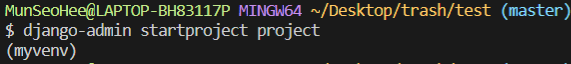 MunSeoHee@LAPTOP-BH83117P MINGW64 ~/Desktop/trash/test (master)
$ django-admin startproject project
(myvenv)